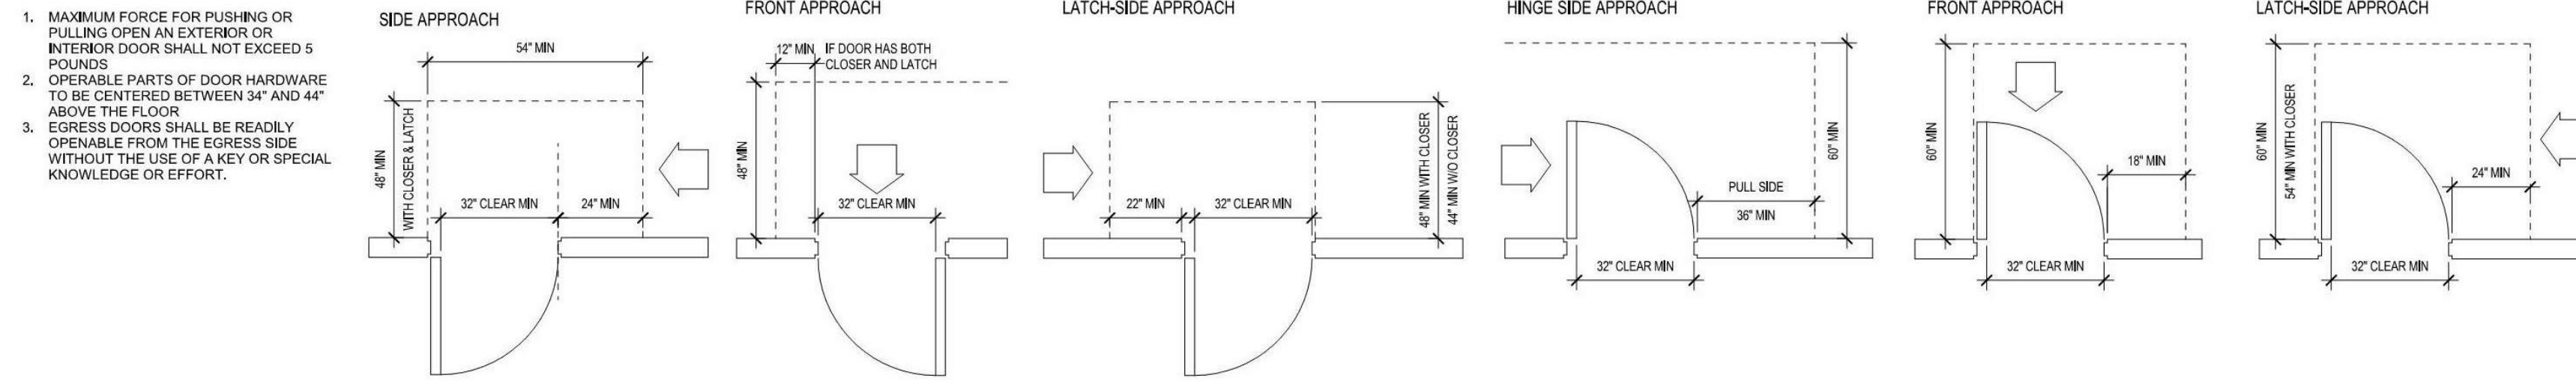 1. MAXIMUM FORCE FOR PUSHING OR
PULLING OPEN AN EXTERIOR OR
INTERIOR DOOR SHALL NOT EXCEED 5
POUNDS
2. OPERABLE PARTS OF DOOR HARDWARE
TO BE CENTERED BETWEEN 34" AND 44"
ABOVE THE FLOOR
3. EGRESS DOORS SHALL BE READILY
OPENABLE FROM THE EGRESS SIDE
WITHOUT THE USE OF A KEY OR SPECIAL
KNOWLEDGE OR EFFORT.
SIDE APPROACH
54" MIN
48" MIN
WITH CLOSER & LATCH
32" CLEAR MIN
24" MIN
FRONT APPROACH
12" MIN
IF DOOR HAS BOTH
CLOSER AND LATCH
48" MIN
32" CLEAR MIN
LATCH-SIDE APPROACH
22" MIN
32" CLEAR MIN
48" MIN WITH CLOSER
44" MIN W/O CLOSER
HINGE SIDE APPROACH
60" MIN
PULL SIDE
36" MIN
32" CLEAR MIN
FRONT APPROACH
60" MIN
18" MIN
32" CLEAR MIN
LATCH-SIDE APPROACH
60" MIN
54" MIN WITH CLOSER
24" MIN
32" CLEAR MIN